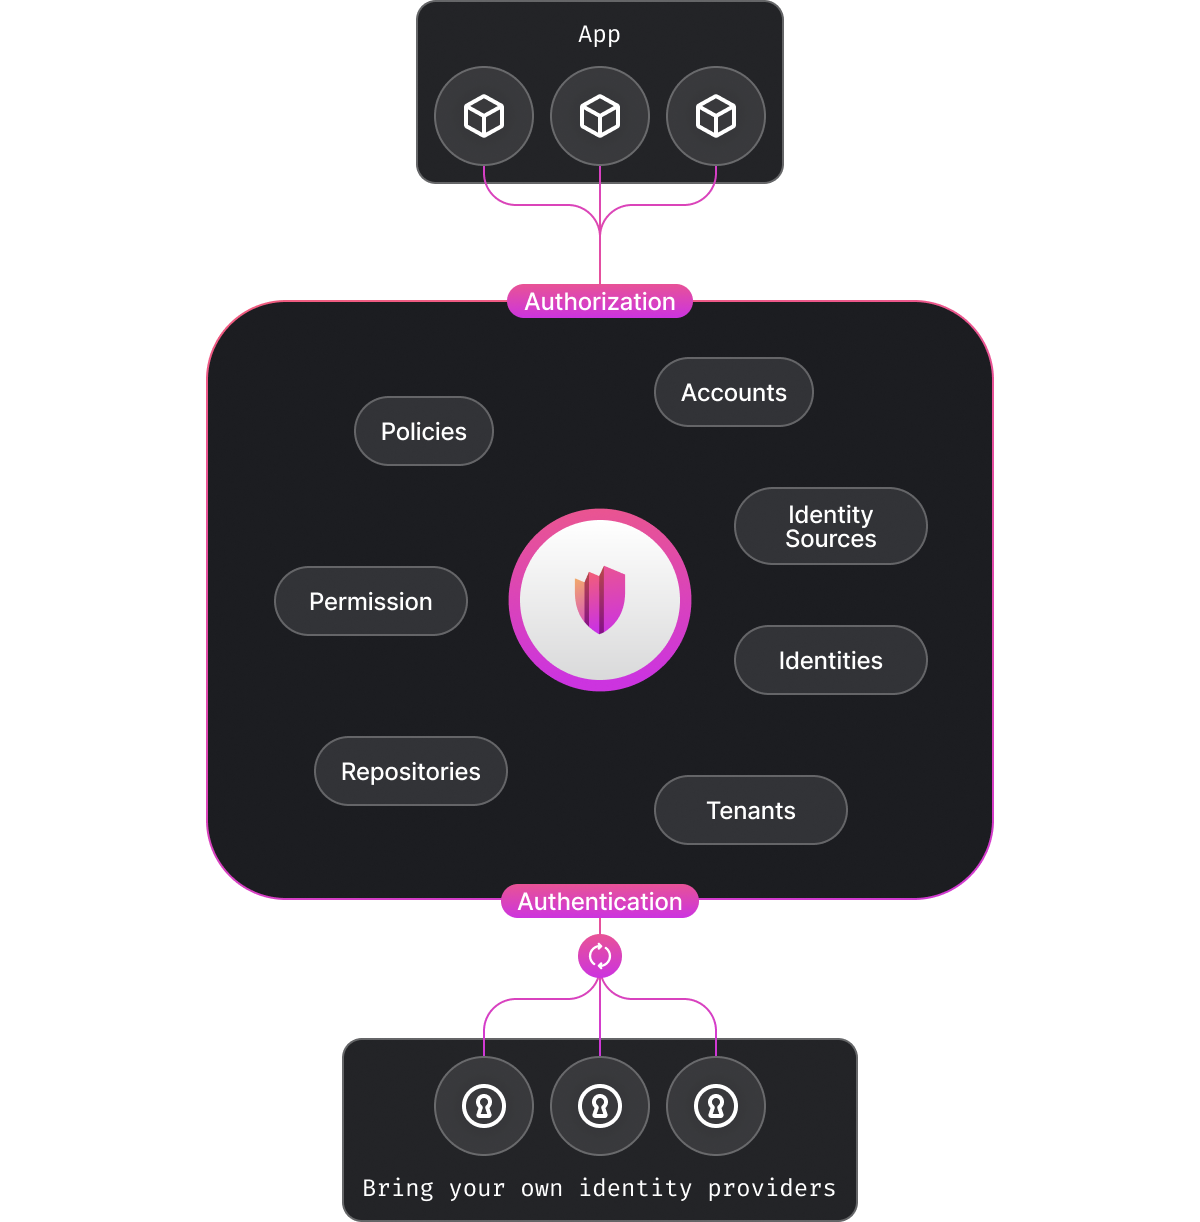 App
Authorization
Accounts
Policies
Identity
Sources
Permission
Identities
Repositories
Tenants
Authentication
Bring your own identity providers